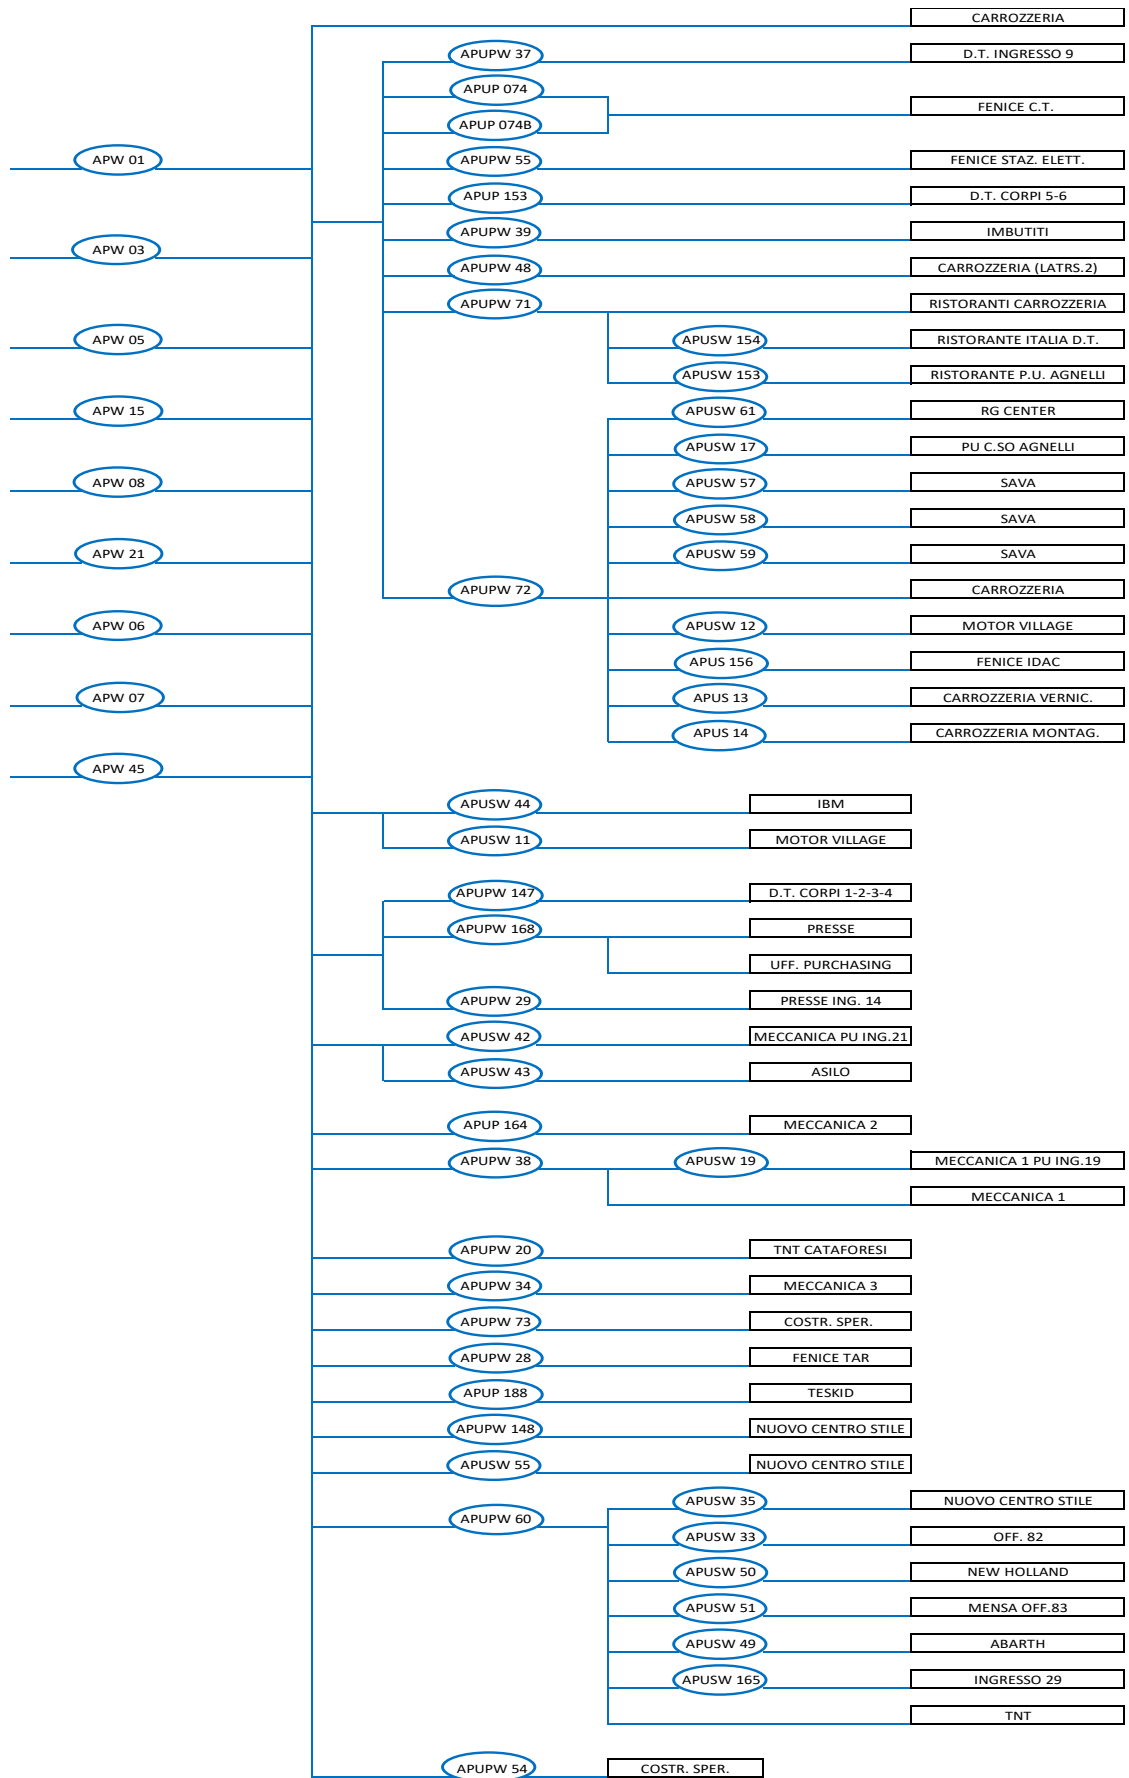 CARROZZERIA
APUPW 37 D.T. INGRESSO 9
APUP 074
FENICE C.T.
APUP 074B
APW 01 APUPW 55 FENICE STAZ. ELETT.
APUP 153 D.T. CORPI 5-6
APUPW 39 IMBUTITI
APW 03
APUPW 48 CARROZZERIA (LATRS.2)
APUPW 71 RISTORANTI CARROZZERIA
APW 05 APUSW 154 RISTORANTE ITALIA D.T.
APUSW 153 RISTORANTE P.U. AGNELLI
APW 15 APUSW 61 RG CENTER
APUSW 17 PU C.SO AGNELLI
APW 08 APUSW 57 SAVA
APUSW 58 SAVA
APW 21 APUSW 59 SAVA
APUPW 72 CARROZZERIA
APW 06 APUSW 12 MOTOR VILLAGE
APUS 156 FENICE IDAC
APW 07 APUS 13 CARROZZERIA VERNIC.
APUS 14 CARROZZERIA MONTAG.
APW 45
APUSW 44 IBM
APUSW 11 MOTOR VILLAGE
APUPW 147 D.T. CORPI 1-2-3-4
APUPW 168 PRESSE
UFF. PURCHASING
APUPW 29 PRESSE ING. 14
APUSW 42 MECCANICA PU ING.21
APUSW 43 ASILO
APUP 164 MECCANICA 2
APUPW 38 APUSW 19 MECCANICA 1 PU ING.19
MECCANICA 1
APUPW 20 TNT CATAFORESI
APUPW 34 MECCANICA 3
APUPW 73 COSTR. SPER.
APUPW 28 FENICE TAR
APUP 188 TESKID
APUPW 148 NUOVO CENTRO STILE
APUSW 55 NUOVO CENTRO STILE
APUSW 35 NUOVO CENTRO STILE
APUPW 60
APUSW 33 OFF. 82
APUSW 50 NEW HOLLAND
APUSW 51 MENSA OFF.83
APUSW 49 ABARTH
APUSW 165 INGRESSO 29
TNT
APUPW 54 COSTR. SPER.